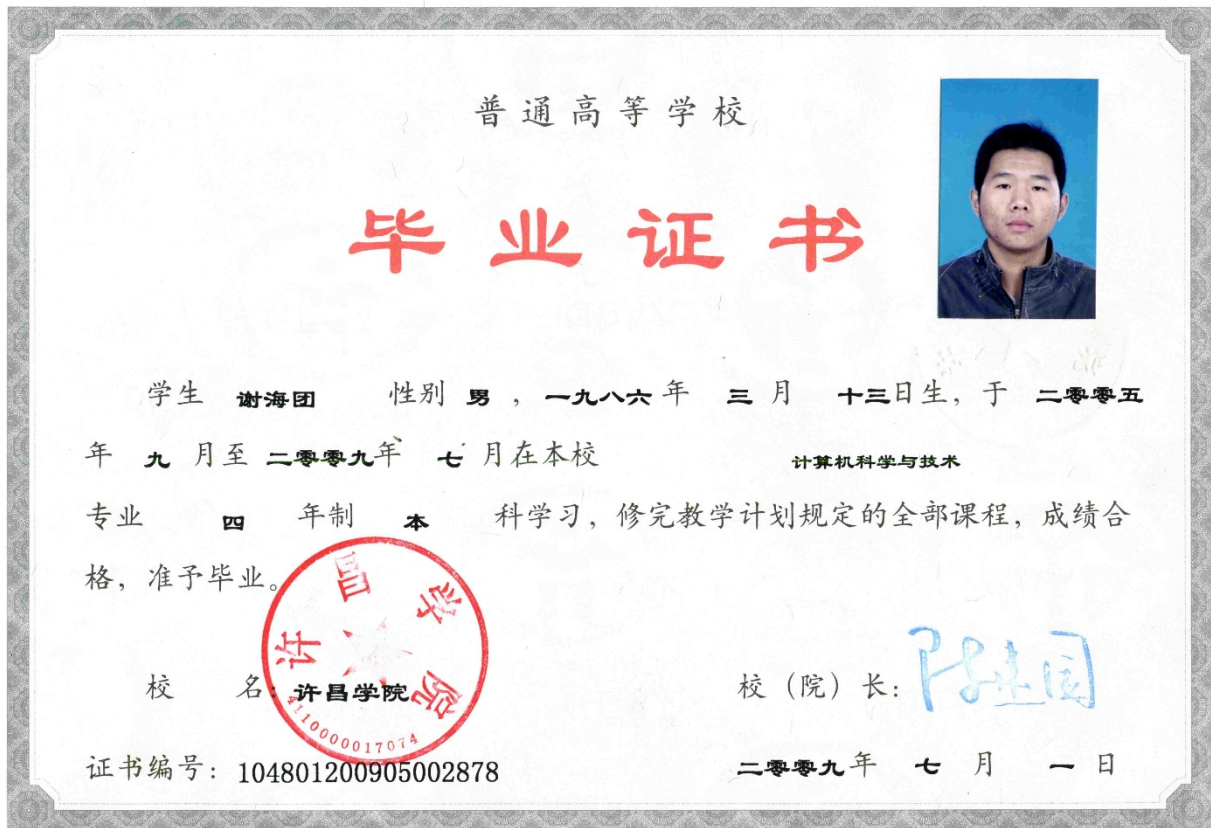 普通高等学校
毕业证书
学生 谢海团 性别 男 ，一九八六 年 三 月 十三日生，于 二零零五
年 九 月至 二零零九年 七 月在本校 计算机科学与技术
专业 四 年制 本 科学习，修完教学计划规定的全部课程，成绩合
格，准予毕业。
许昌学院
4110000017074
校 名：许昌学院 校（院）长：
证书编号：104801200905002878 二零零九年 七 月 一 日